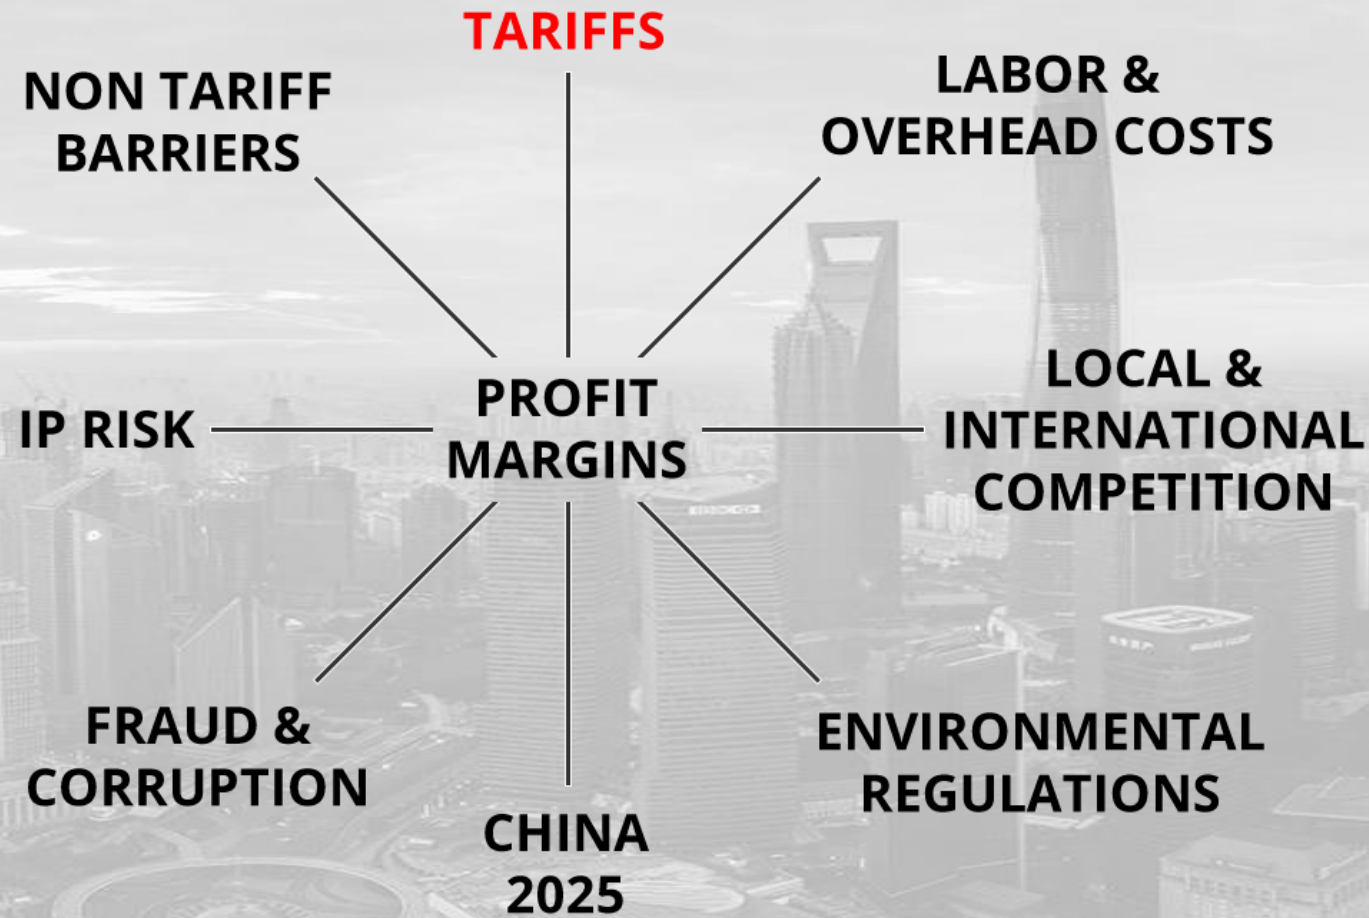 TARIFFS
NON TARIFF
BARRIERS
LABOR &
OVERHEAD COSTS
IP RISK
PROFIT
MARGINS
LOCAL &
INTERNATIONAL
COMPETITION
FRAUD &
CORRUPTION
CHINA
2025
ENVIRONMENTAL
REGULATIONS